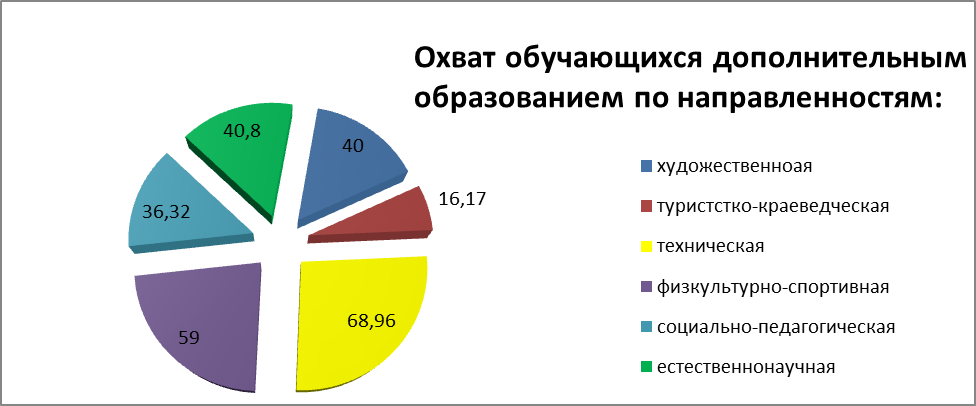 Охват обучающихся дополнительным
образованием по направленностям:
40,8
40
16,17
36,32
59
68,96
художественноая
туристстко-краеведческая
техническая
физкультурно-спортивная
социально-педагогическая
естественнонаучная